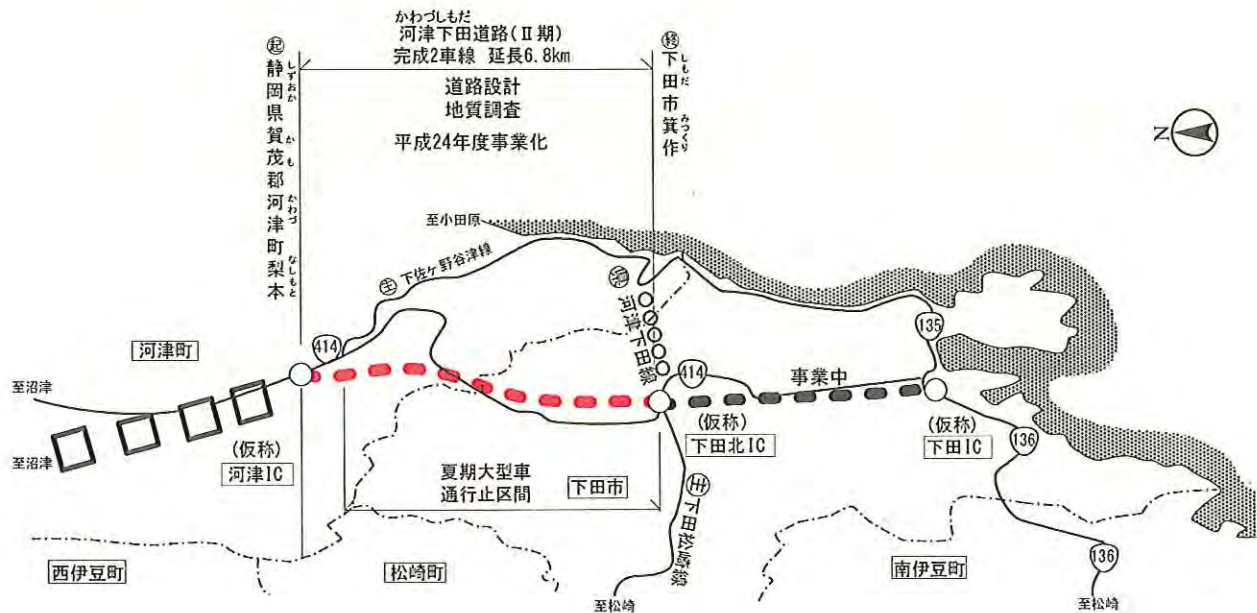 かわづしもだ
河津下田道路(Ⅱ期)
完成2車線 延長6.8km
道路設計
地質調査
平成24年度事業化
起
静岡県賀茂郡河津町梨本
しずおか
かも
かわづ
なしもと
終
下田市箕作
しもだ
みつくり
N
至小田原
主 下佐ヶ野谷津線
県 河津下田線
135
414
河津町
414
事業中
至沼津
至沼津
(仮称)
河津IC
(仮称)
下田北IC
(仮称)
下田IC
136
夏期大型車
通行止区間
下田市
主 下田松崎線
西伊豆町
松崎町
南伊豆町
136
至松崎
至松崎